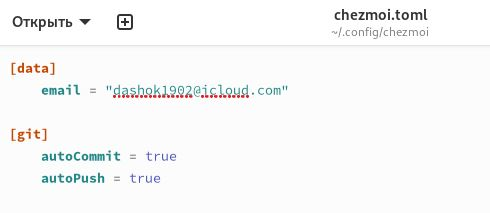 Открыть
chezmoi.toml
~/.config/chezmoi
[data]
email = "dashok1902@icloud.com"
[git]
autoCommit = true
autoPush = true